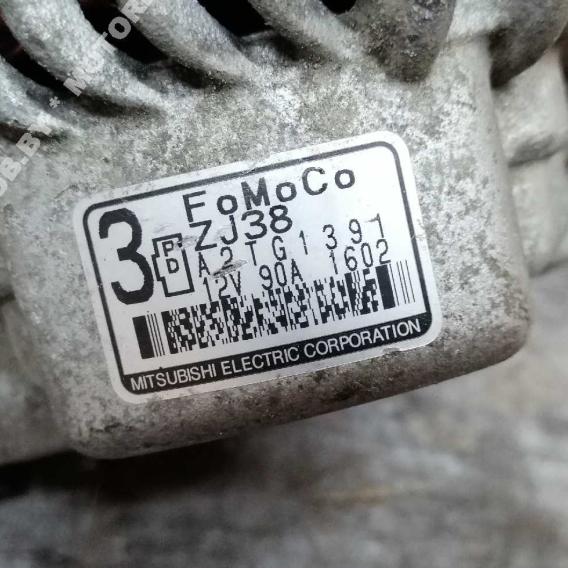 FoMoCo
3 ZJ38
P D A2TG1391
12V 90A 1602
MITSUBISHI ELECTRIC CORPORATION